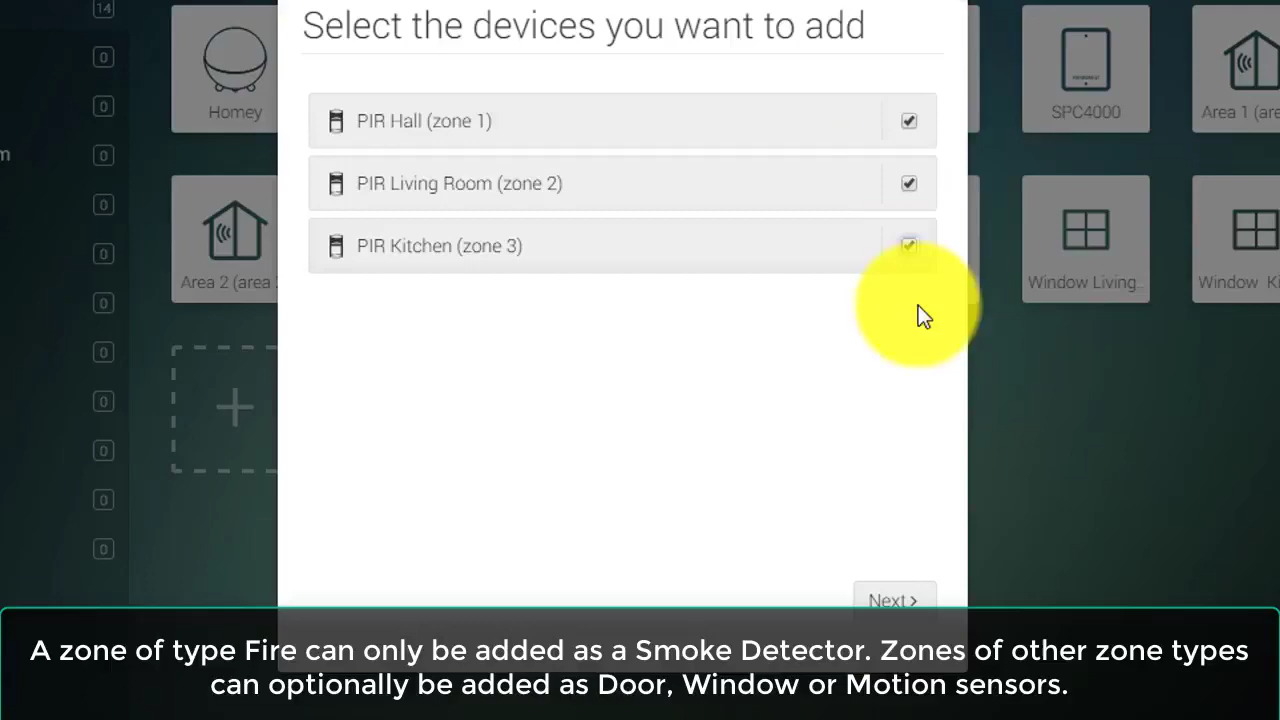 Select the devices you want to add
14
0
0
0
0
0
0
0
0
0
0
0
m
Homey
SPC4000
Area 1 (are
PIR Hall (zone 1)
PIR Living Room (zone 2)
PIR Kitchen (zone 3)
Area 2 (area
Window Living..
Window Ki
Next
A zone of type Fire can only be added as a Smoke Detector. Zones of other zone types
can optionally be added as Door, Window or Motion sensors.